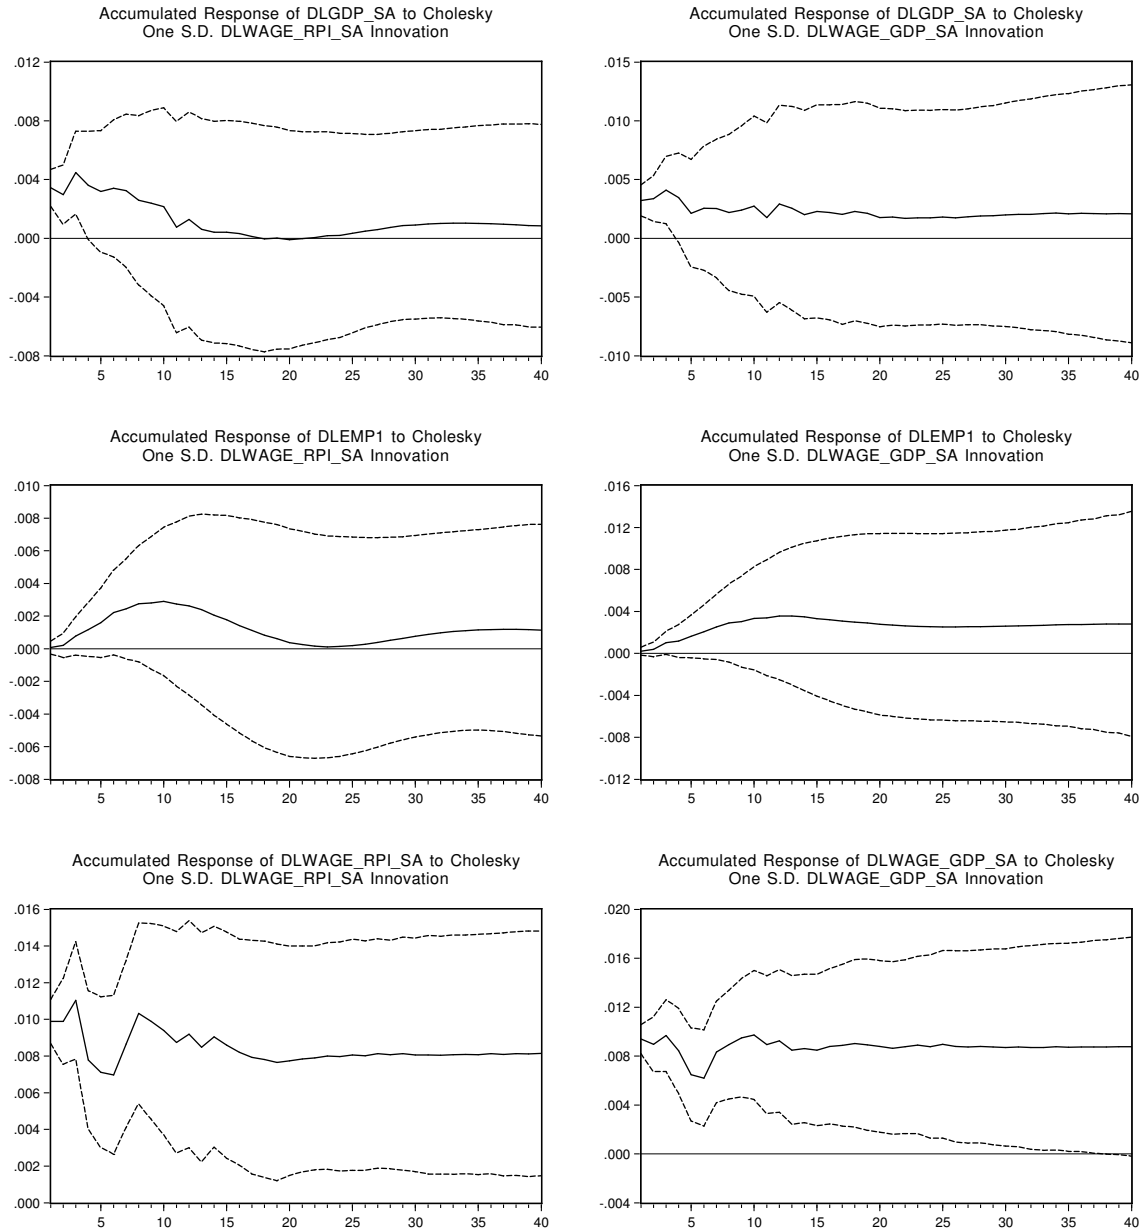 Accumulated Response of DLGDP_SA to Cholesky
One S.D. DLWAGE_RPI_SA Innovation
.012
.008
.004
.000
-.004
-.008
5 10 15 20 25 30 35 40
Accumulated Response of DLGDP_SA to Cholesky
One S.D. DLWAGE_GDP_SA Innovation
.015
.010
.005
.000
-.005
-.010
5 10 15 20 25 30 35 40
Accumulated Response of DLEMP1 to Cholesky
One S.D. DLWAGE_RPI_SA Innovation
.010
.008
.006
.004
.002
.000
-.002
-.004
-.006
-.008
5 10 15 20 25 30 35 40
Accumulated Response of DLEMP1 to Cholesky
One S.D. DLWAGE_GDP_SA Innovation
.016
.012
.008
.004
.000
-.004
-.008
-.012
5 10 15 20 25 30 35 40
Accumulated Response of DLWAGE_RPI_SA to Cholesky
One S.D. DLWAGE_RPI_SA Innovation
.016
.014
.012
.010
.008
.006
.004
.002
.000
5 10 15 20 25 30 35 40
Accumulated Response of DLWAGE_GDP_SA to Cholesky
One S.D. DLWAGE_GDP_SA Innovation
.020
.016
.012
.008
.004
.000
-.004
5 10 15 20 25 30 35 40